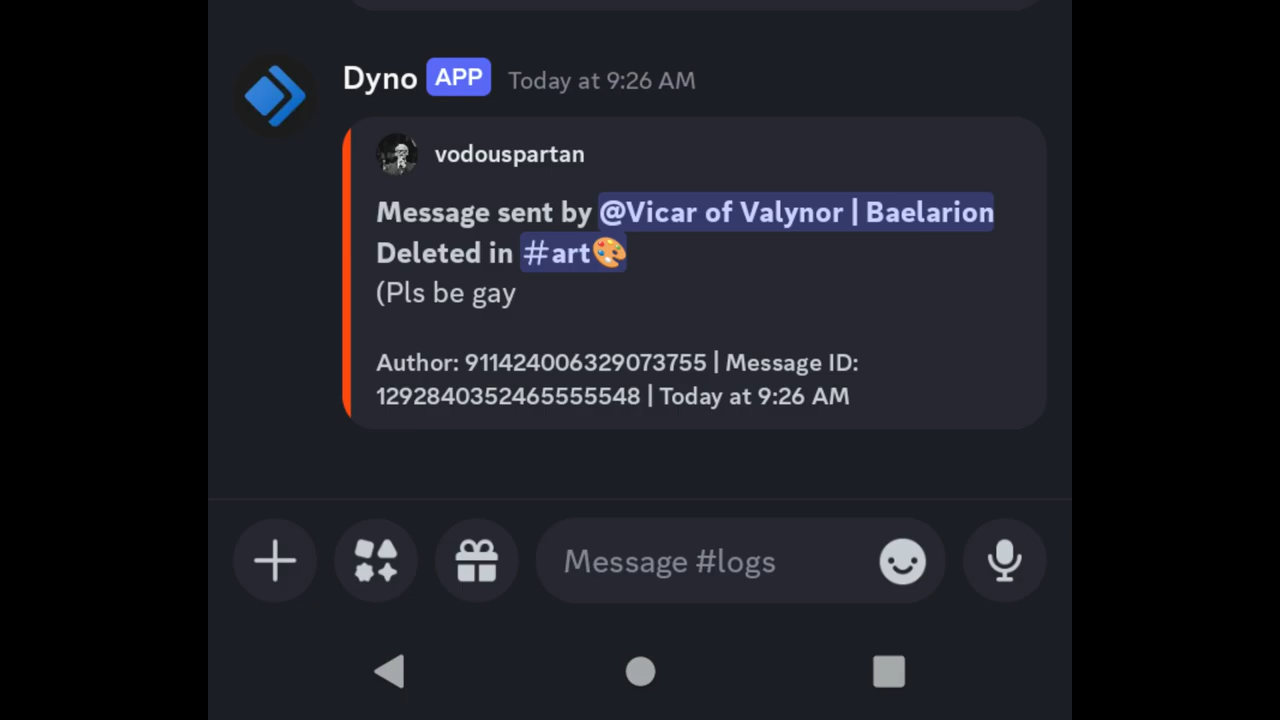 Dyno APP Today at 9:26 AM
vodouspartan
Message sent by @Vicar of Valynor | Baelarion
Deleted in #art🎨
(Pls be gay
Author: 911424006329073755 | Message ID:
1292840352465555548 | Today at 9:26 AM
Message #logs